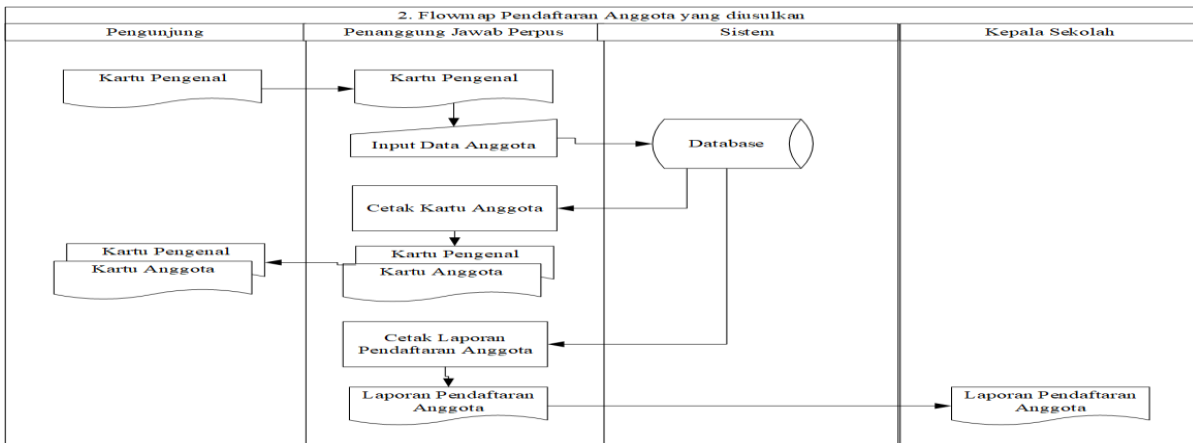 2. Flowmap Pendaftaran Anggota yang diusulkan
Pengunjung
Penanggung Jawab Perpus
Sistem
Kepala Sekolah
Kartu Pengenal
Kartu Pengenal
Input Data Anggota
Database
Cetak Kartu Anggota
Kartu Pengenal
Kartu Anggota
Kartu Pengenal
Kartu Anggota
Cetak Laporan
Pendaftaran Anggota
Laporan Pendaftaran
Anggota
Laporan Pendaftaran
Anggota